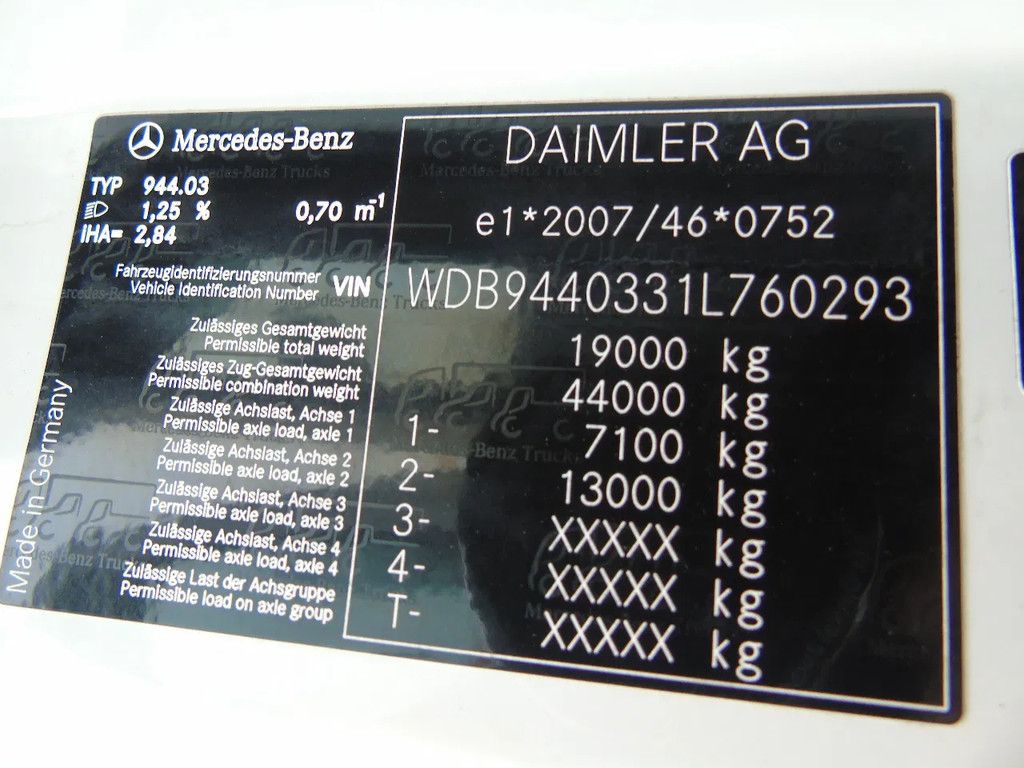 Mercedes-Benz
TYP 944.03
1,25 % 0,70 m⁻¹
IHA= 2,84
DAIMLER AG
e1*2007/46*0752
Fahrzeugidentifizierungsnummer
Vehicle Identification Number VIN WDB9440331L760293
Zulässiges Gesamtgewicht
Permissible total weight 19000 kg
Zulässiges Zug-Gesamtgewicht
Permissible combination weight 44000 kg
Zulässige Achslast, Achse 1
Permissible axle load, axle 1 1- 7100 kg
Zulässige Achslast, Achse 2
Permissible axle load, axle 2 2- 13000 kg
Zulässige Achslast, Achse 3
Permissible axle load, axle 3 3- XXXXX kg
Zulässige Achslast, Achse 4
Permissible axle load, axle 4 4- XXXXX kg
Zulässige Last der Achsgruppe
Permissible load on axle group T- XXXXX kg
Made in Germany